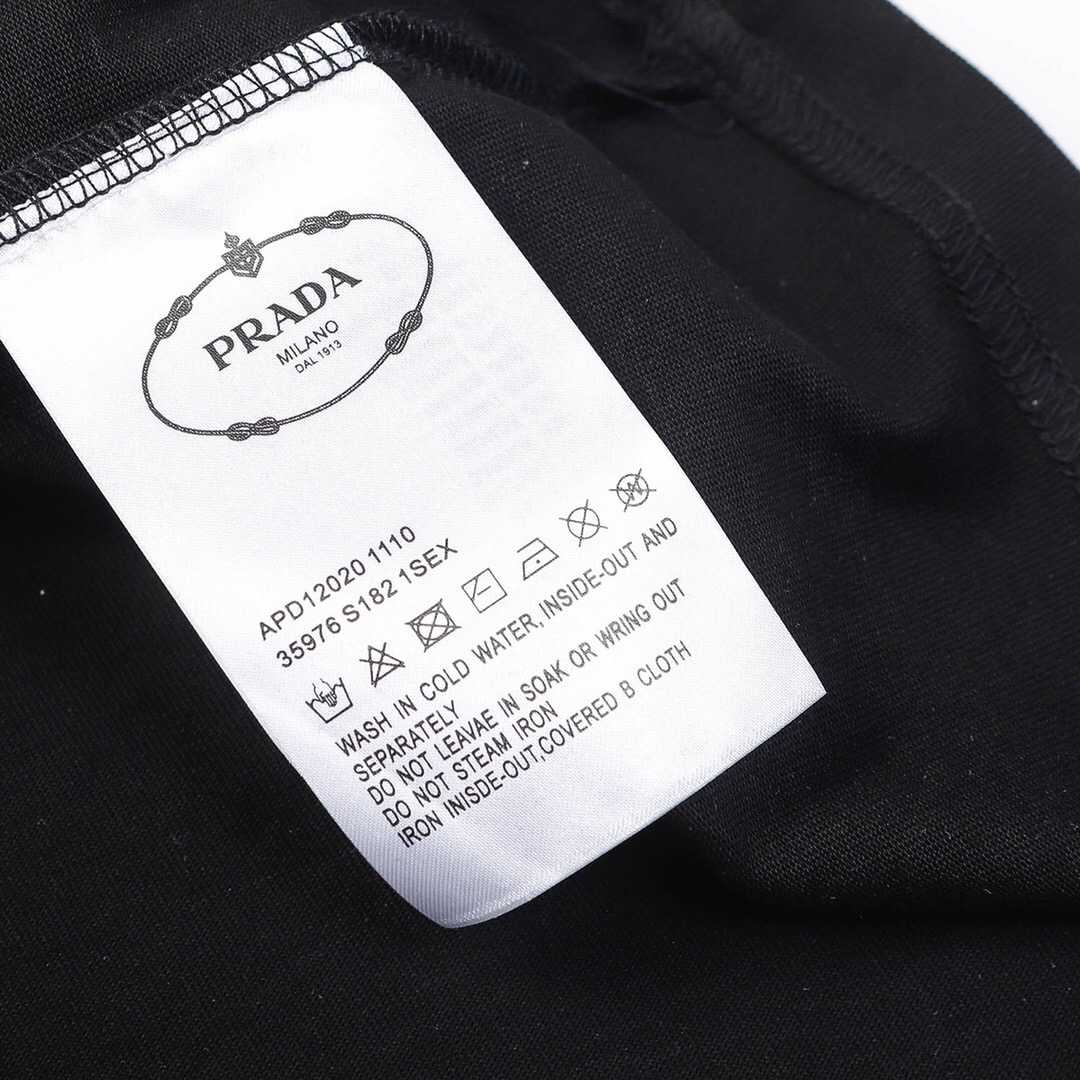 PRADA
MILANO
DAL 1913
APD12020 1110
35976 S182 1SEX
WASH IN COLD WATER, INSIDE-OUT AND
SEPARATELY
DO NOT LEAVAE IN SOAK OR WRING OUT
DO NOT STEAM IRON
IRON INISDE-OUT,COVERED B CLOTH